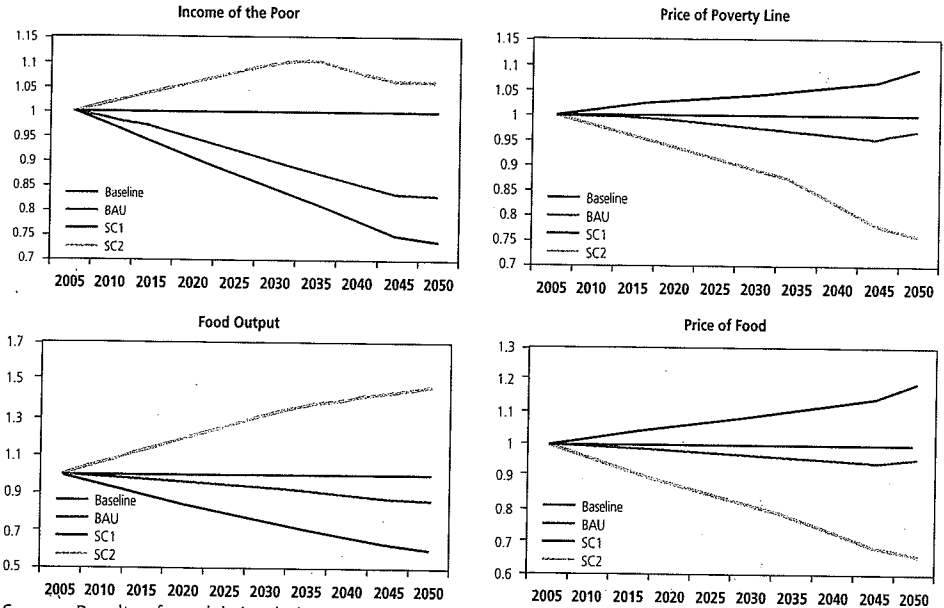 Income of the Poor
1.15
1.1
1.05
1
0.95
0.9
0.85
0.8
0.75
0.7
Baseline
BAU
SC1
SC2
2005 2010 2015 2020 2025 2030 2035 2040 2045 2050
Price of Poverty Line
1.15
1.1
1.05
1
0.95
0.9
0.85
0.8
0.75
0.7
Baseline
BAU
SC1
SC2
2005 2010 2015 2020 2025 2030 2035 2040 2045 2050
Food Output
1.7
1.5
1.3
1.1
0.9
0.7
0.5
Baseline
BAU
SC1
SC2
2005 2010 2015 2020 2025 2030 2035 2040 2045 2050
Price of Food
1.3
1.2
1.1
1
0.9
0.8
0.7
0.6
Baseline
BAU
SC1
SC2
2005 2010 2015 2020 2025 2030 2035 2040 2045 2050